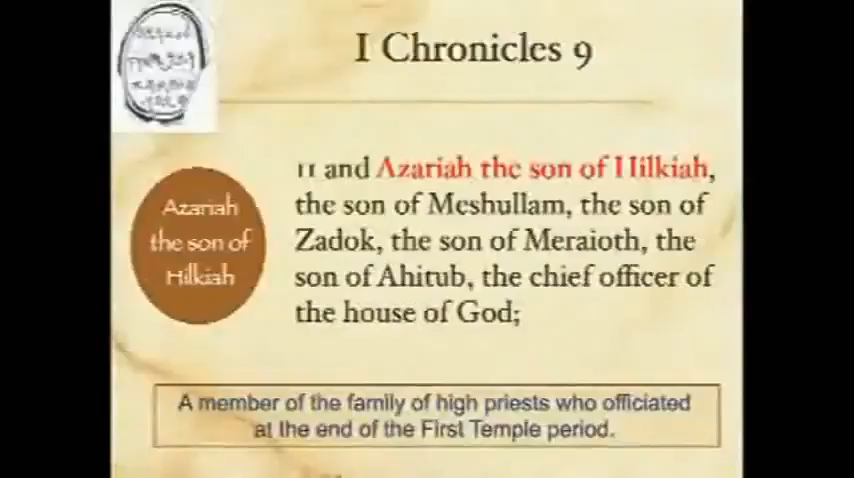 I Chronicles 9
Azariah
the son of
Hilkiah
11 and Azariah the son of Hilkiah,
the son of Meshullam, the son of
Zadok, the son of Meraioth, the
son of Ahitub, the chief officer of
the house of God;
A member of the family of high priests who officiated
at the end of the First Temple period.